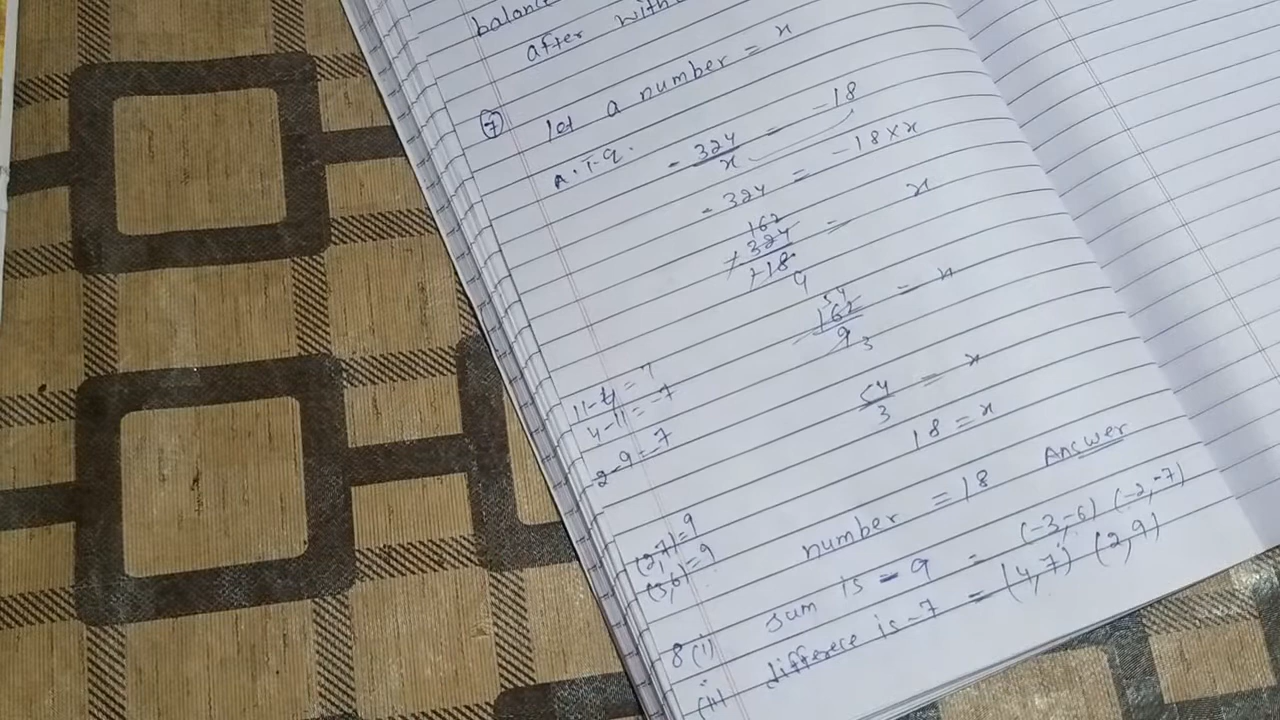 balance
after with
⑦ let a number = x
A.T.Q. - 324/x = -18
- 324 = -18 × x
162
-324/-18 = x
9
54
162/9 = x
3
54/3 = x
18 = x
number = 18 Answer
11-4 = 7
4-11 = -7
2-9 = -7
(2,7) = 9
(3,6) = 9
8 (i) sum is -9 = (-3,-6) (-2,-7)
(ii) differece is -7 = (4,7) (2,9)